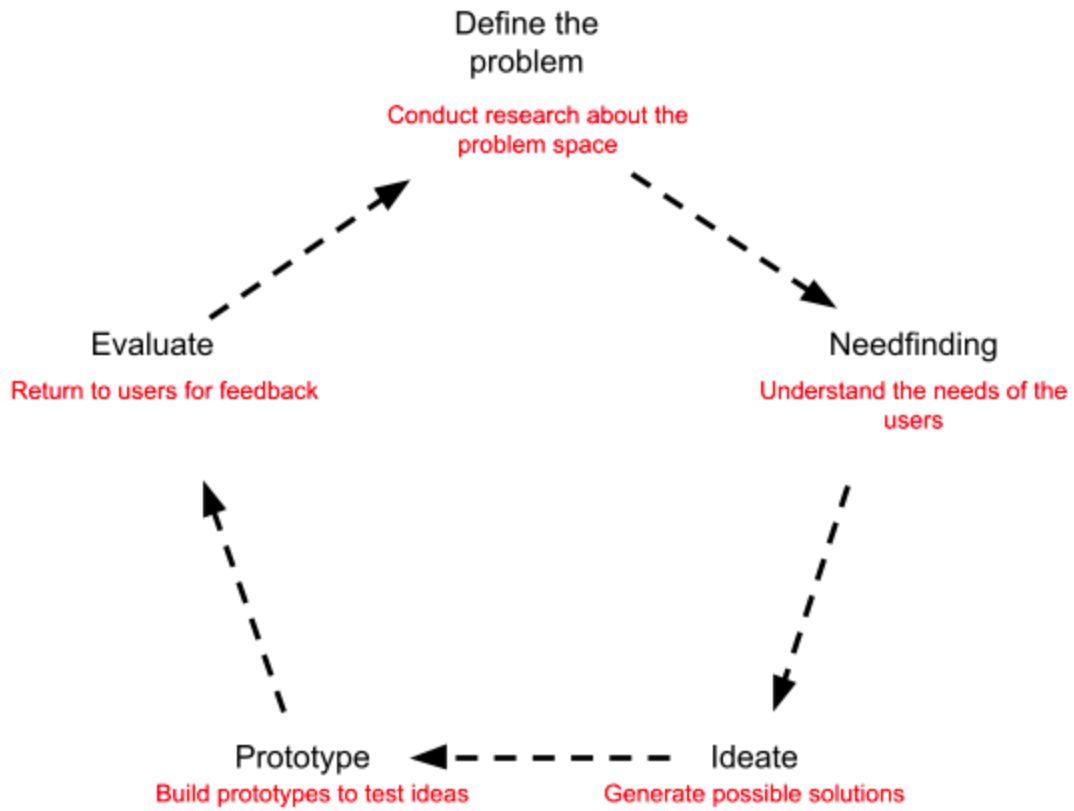 Define the
problem
Conduct research about the
problem space
Evaluate
Return to users for feedback
Needfinding
Understand the needs of the
users
Prototype
Build prototypes to test ideas
Ideate
Generate possible solutions